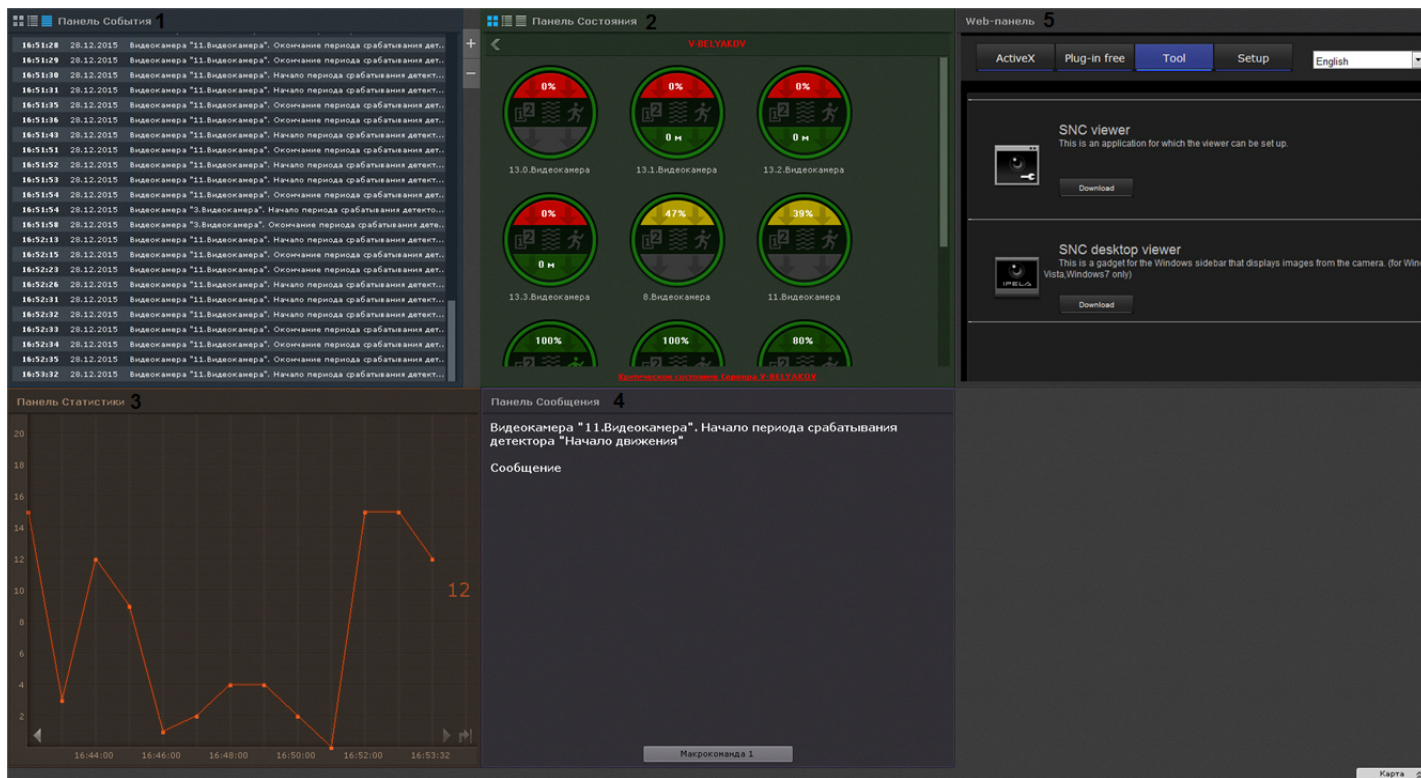 Панель События 1
16:51:28 28.12.2015 Видеокамера "11.Видеокамера". Окончание периода срабатывания дет..
16:51:29 28.12.2015 Видеокамера "11.Видеокамера". Окончание периода срабатывания дет..
16:51:30 28.12.2015 Видеокамера "11.Видеокамера". Начало периода срабатывания детект...
16:51:31 28.12.2015 Видеокамера "11.Видеокамера". Начало периода срабатывания детект...
16:51:35 28.12.2015 Видеокамера "11.Видеокамера". Окончание периода срабатывания дет..
16:51:36 28.12.2015 Видеокамера "11.Видеокамера". Окончание периода срабатывания дет..
16:51:43 28.12.2015 Видеокамера "11.Видеокамера". Начало периода срабатывания детект...
16:51:51 28.12.2015 Видеокамера "11.Видеокамера". Окончание периода срабатывания дет..
16:51:52 28.12.2015 Видеокамера "11.Видеокамера". Начало периода срабатывания детект...
16:51:53 28.12.2015 Видеокамера "11.Видеокамера". Начало периода срабатывания детект...
16:51:54 28.12.2015 Видеокамера "11.Видеокамера". Окончание периода срабатывания дет..
16:51:54 28.12.2015 Видеокамера "3.Видеокамера". Начало периода срабатывания детекто...
16:51:58 28.12.2015 Видеокамера "3.Видеокамера". Окончание периода срабатывания дете..
16:52:13 28.12.2015 Видеокамера "11.Видеокамера". Начало периода срабатывания детект...
16:52:15 28.12.2015 Видеокамера "11.Видеокамера". Окончание периода срабатывания дет..
16:52:23 28.12.2015 Видеокамера "11.Видеокамера". Начало периода срабатывания детект...
16:52:26 28.12.2015 Видеокамера "11.Видеокамера". Окончание периода срабатывания дет..
16:52:31 28.12.2015 Видеокамера "11.Видеокамера". Начало периода срабатывания детект...
16:52:32 28.12.2015 Видеокамера "11.Видеокамера". Начало периода срабатывания детект...
16:52:33 28.12.2015 Видеокамера "11.Видеокамера". Окончание периода срабатывания дет..
16:52:34 28.12.2015 Видеокамера "11.Видеокамера". Окончание периода срабатывания дет..
16:52:35 28.12.2015 Видеокамера "11.Видеокамера". Окончание периода срабатывания дет..
16:53:32 28.12.2015 Видеокамера "11.Видеокамера". Начало периода срабатывания детект...
Панель Состояния 2
V-BELYAKOV
0% 0% 0%
12 12 12
0 м 0 м
13.0.Видеокамера 13.1.Видеокамера 13.2.Видеокамера
0% 47% 39%
12 12 12
0 м
13.3.Видеокамера 8.Видеокамера 11.Видеокамера
100% 100% 80%
Критическое состояние Сервера V-BELYAKOV
Web-панель 5
ActiveX Plug-in free Tool Setup English
SNC viewer
This is an application for which the viewer can be set up.
Download
SNC desktop viewer
This is a gadget for the Windows sidebar that displays images from the camera. (for Win
Vista,Windows7 only)
IPELA
Download
Панель Статистики 3
20
18
16
14
12
10
8
6
4
2
12
16:44:00 16:46:00 16:48:00 16:50:00 16:52:00 16:53:32
Панель Сообщения 4
Видеокамера "11.Видеокамера". Начало периода срабатывания
детектора "Начало движения"
Сообщение
Макрокоманда 1
Карта